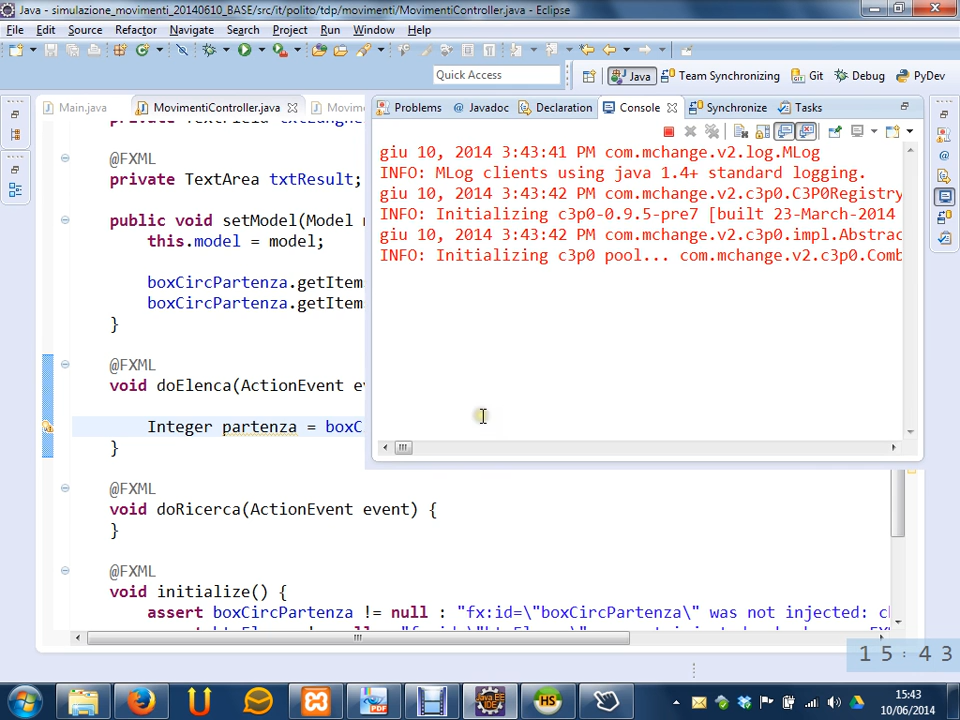 Java - simulazione_movimenti_20140610_BASE/src/it/polito/tdp/movimenti/MovimentiController.java - Eclipse
File Edit Source Refactor Navigate Search Project Run Window Help
Quick Access
Java Team Synchronizing Git Debug PyDev
Main.java MovimentiController.java
Problems @ Javadoc Declaration Console Synchronize Tasks
@FXML
private TextArea txtResult;
public void setModel(Model
this.model = model;
boxCircPartenza.getItem
boxCircPartenza.getItem
}
@FXML
void doElenca(ActionEvent
Integer partenza = boxC
}
@FXML
void doRicerca(ActionEvent event) {
}
@FXML
void initialize() {
assert boxCircPartenza != null : "fx:id=\"boxCircPartenza\" was not injected:
giu 10, 2014 3:43:41 PM com.mchange.v2.log.MLog
INFO: MLog clients using java 1.4+ standard logging.
giu 10, 2014 3:43:42 PM com.mchange.v2.c3p0.C3P0Registry
INFO: Initializing c3p0-0.9.5-pre7 [built 23-March-2014
giu 10, 2014 3:43:42 PM com.mchange.v2.c3p0.impl.Abstrac
INFO: Initializing c3p0 pool... com.mchange.v2.c3p0.Comb
15:43
PDF
Java EE
IDE
HS
15:43
10/06/2014